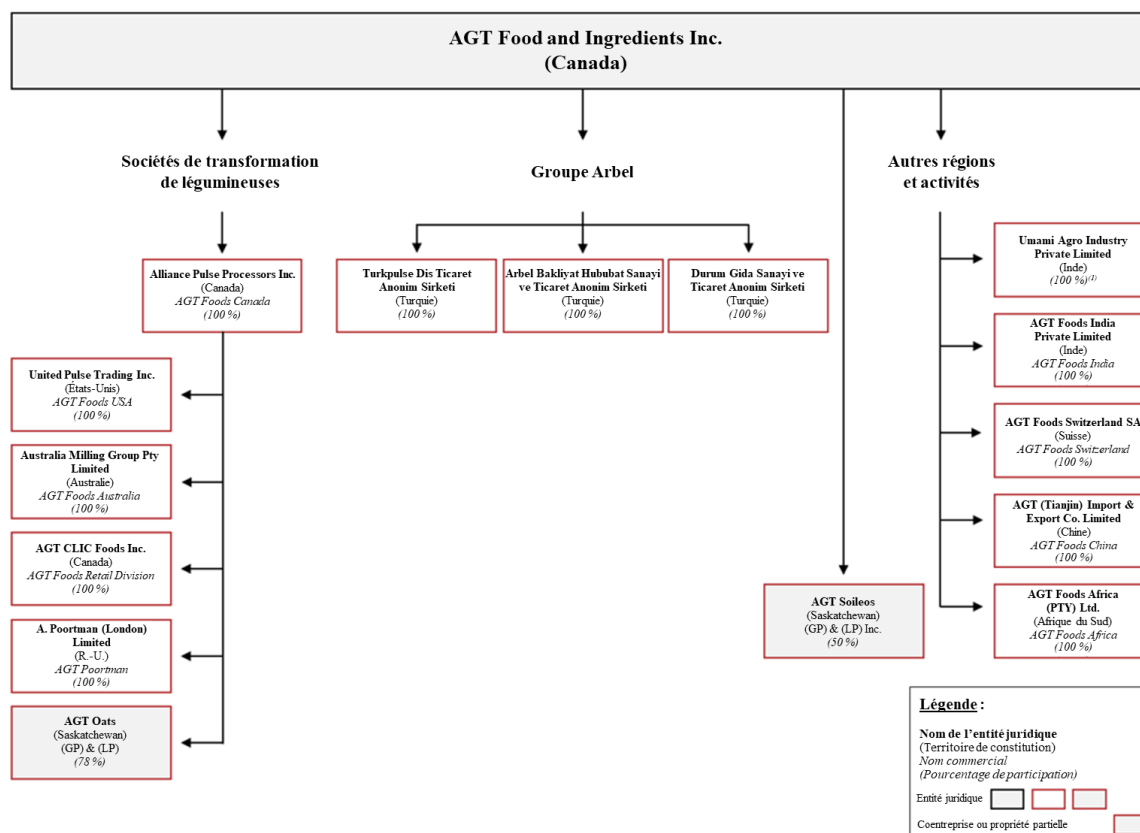 AGT Food and Ingredients Inc.
(Canada)
Sociétés de transformation
de légumineuses
Groupe Arbel
Autres régions
et activités
Alliance Pulse Processors Inc.
(Canada)
AGT Foods Canada
(100 %)
Turkpulse Dis Ticaret
Anonim Sirketi
(Turquie)
(100 %)
Arbel Bakliyat Hububat Sanayi
ve Ticaret Anonim Sirketi
(Turquie)
(100 %)
Durum Gida Sanayi ve
Ticaret Anonim Sirketi
(Turquie)
(100 %)
Umami Agro Industry
Private Limited
(Inde)
(100 %)(1)
AGT Foods India
Private Limited
(Inde)
AGT Foods India
(100 %)
AGT Foods Switzerland SA
(Suisse)
AGT Foods Switzerland
(100 %)
AGT (Tianjin) Import &
Export Co. Limited
(Chine)
AGT Foods China
(100 %)
AGT Foods Africa
(PTY) Ltd.
(Afrique du Sud)
AGT Foods Africa
(100 %)
United Pulse Trading Inc.
(États-Unis)
AGT Foods USA
(100 %)
Australia Milling Group Pty
Limited
(Australie)
AGT Foods Australia
(100 %)
AGT CLIC Foods Inc.
(Canada)
AGT Foods Retail Division
(100 %)
A. Poortman (London)
Limited
(R.-U.)
AGT Poortman
(100 %)
AGT Oats
(Saskatchewan)
(GP) & (LP)
(78 %)
AGT Soileos
(Saskatchewan)
(GP) & (LP) Inc.
(50 %)
Légende :
Nom de l'entité juridique
(Territoire de constitution)
Nom commercial
(Pourcentage de participation)
Entité juridique
Coentreprise ou propriété partielle